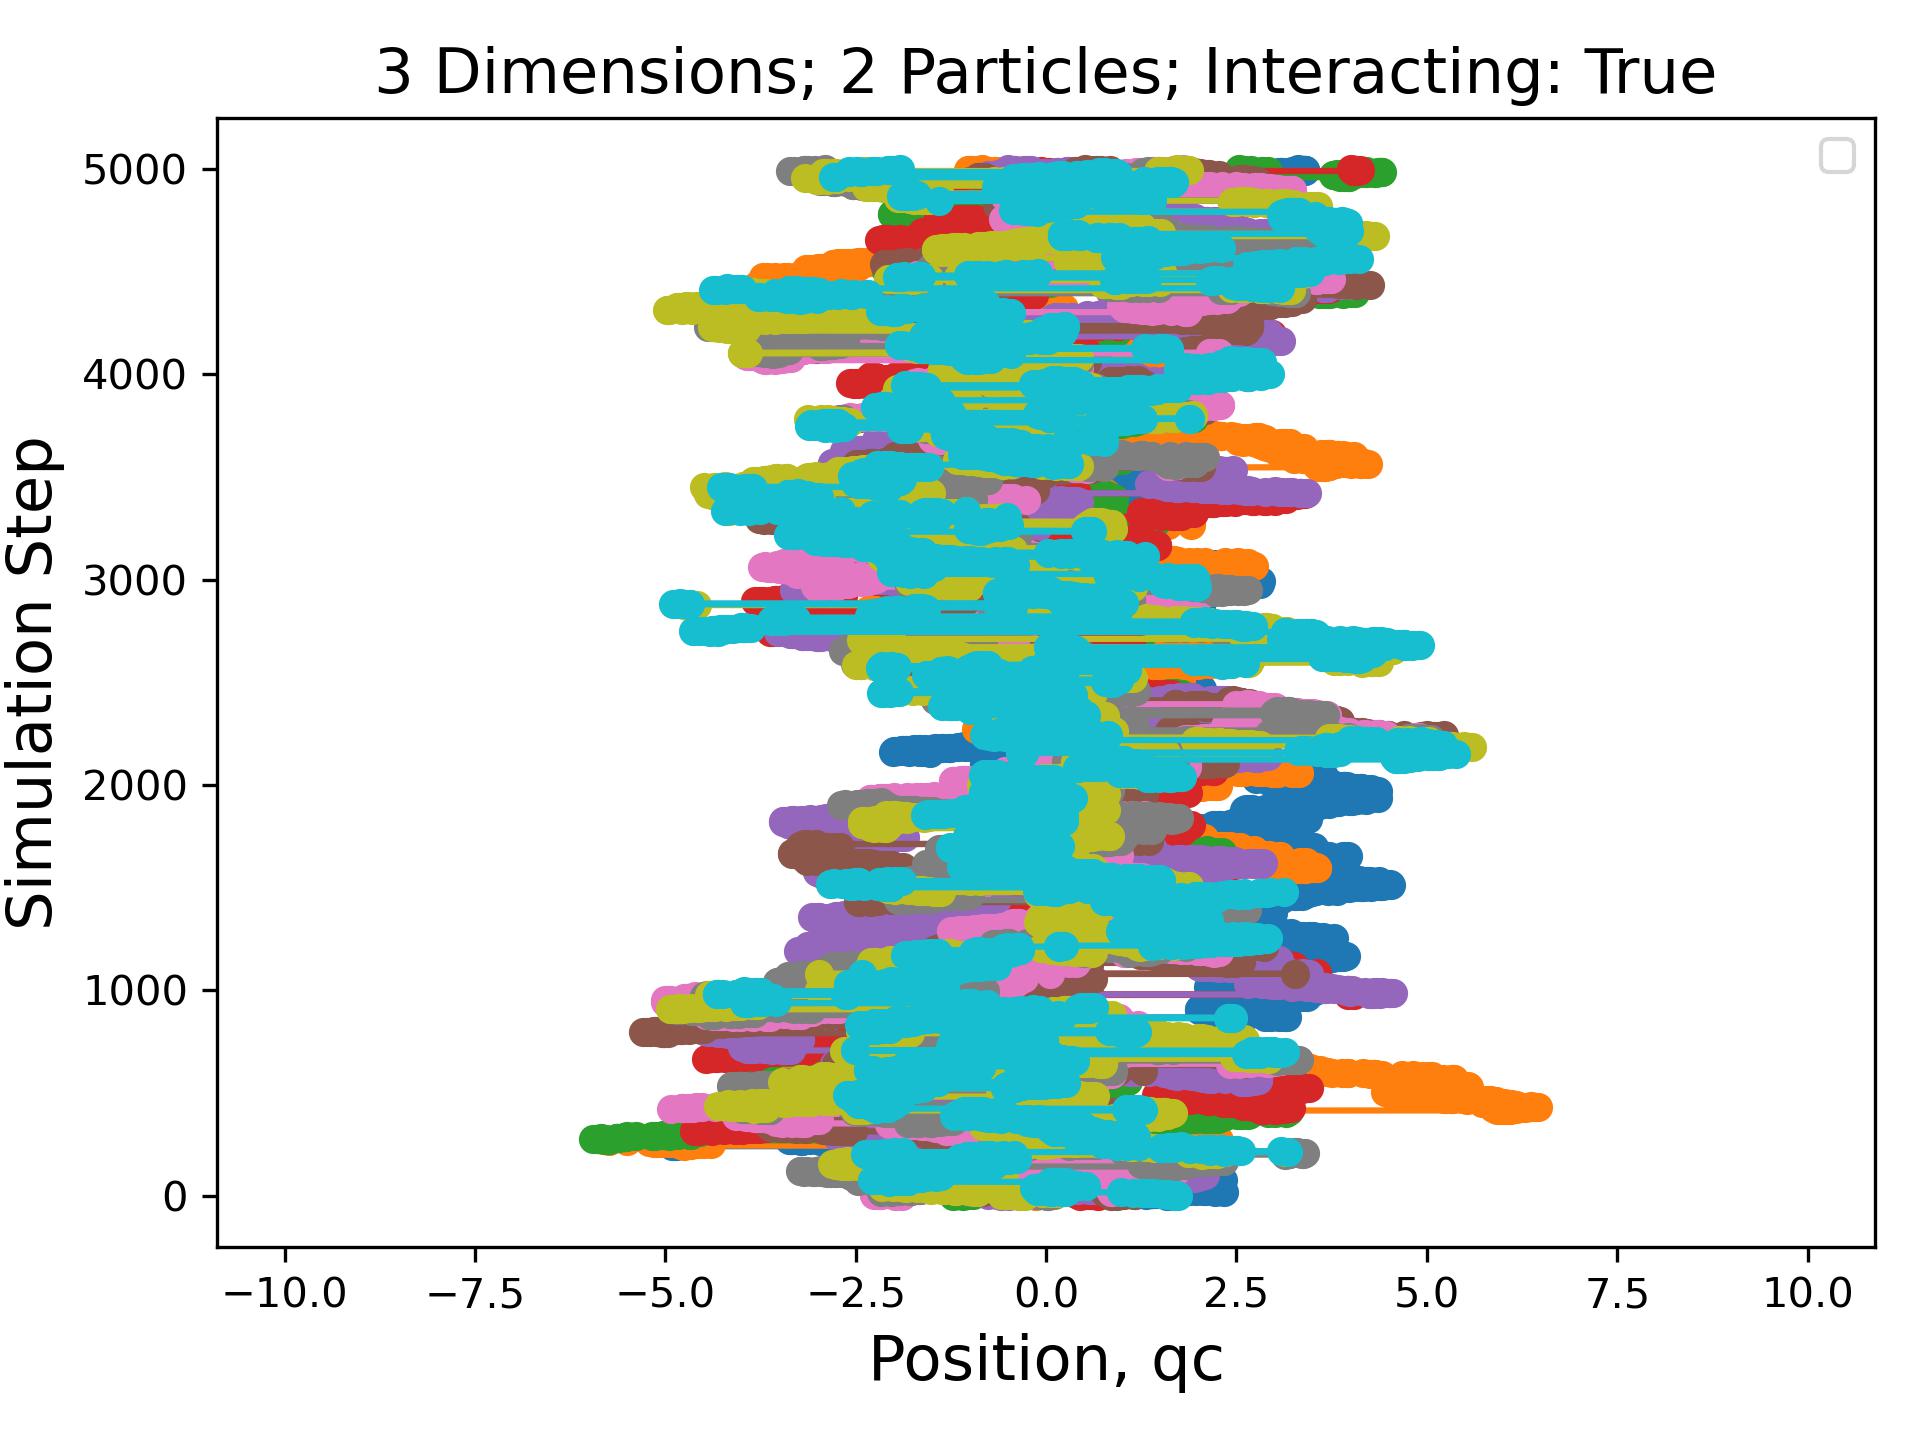 3 Dimensions; 2 Particles; Interacting: True
Simulation Step
5000
4000
3000
2000
1000
0
−10.0 −7.5 −5.0 −2.5 0.0 2.5 5.0 7.5 10.0
Position, qc